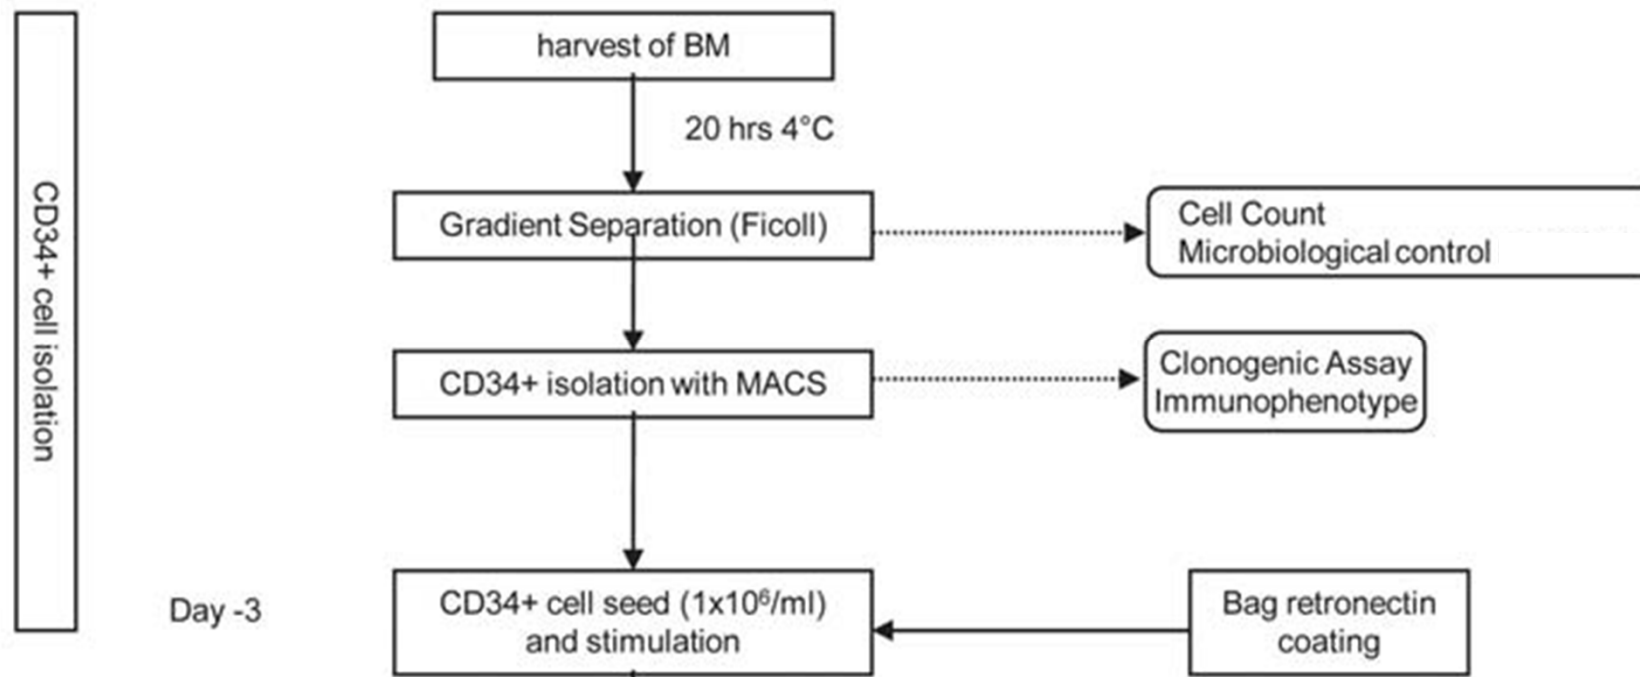 CD34+ cell isolation
harvest of BM
20 hrs 4°C
Gradient Separation (Ficoll)
Cell Count
Microbiological control
CD34+ isolation with MACS
Clonogenic Assay
Immunophenotype
Day -3
CD34+ cell seed (1x10⁶/ml)
and stimulation
Bag retronectin
coating